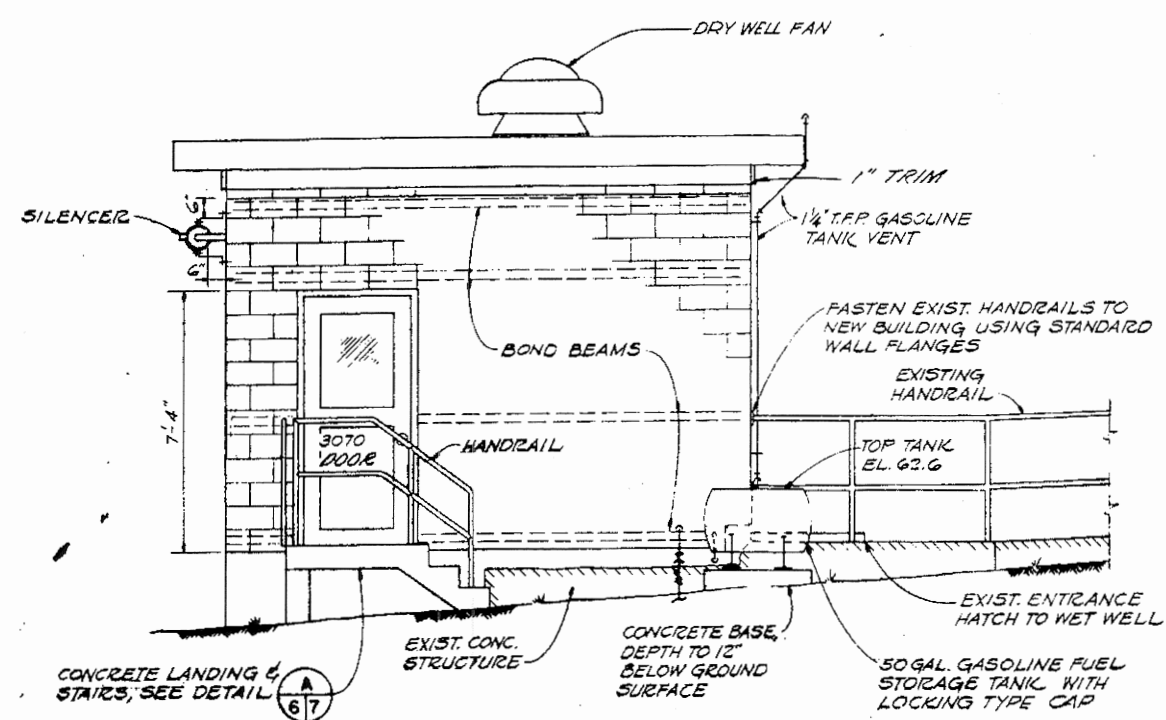 DRY WELL FAN
1" TRIM
SILENCER
6"
6"
1¼" T.F.P. GASOLINE
TANK VENT
FASTEN EXIST. HANDRAILS TO
NEW BUILDING USING STANDARD
WALL FLANGES
BOND BEAMS
EXISTING
HANDRAIL
7'-4"
3070
DOOR
HANDRAIL
TOP TANK
EL. 62.6
EXIST. ENTRANCE
HATCH TO WET WELL
CONCRETE LANDING &
STAIRS, SEE DETAIL
A
6 7
EXIST. CONC.
STRUCTURE
CONCRETE BASE,
DEPTH TO 12"
BELOW GROUND
SURFACE
50 GAL. GASOLINE FUEL
STORAGE TANK WITH
LOCKING TYPE CAP